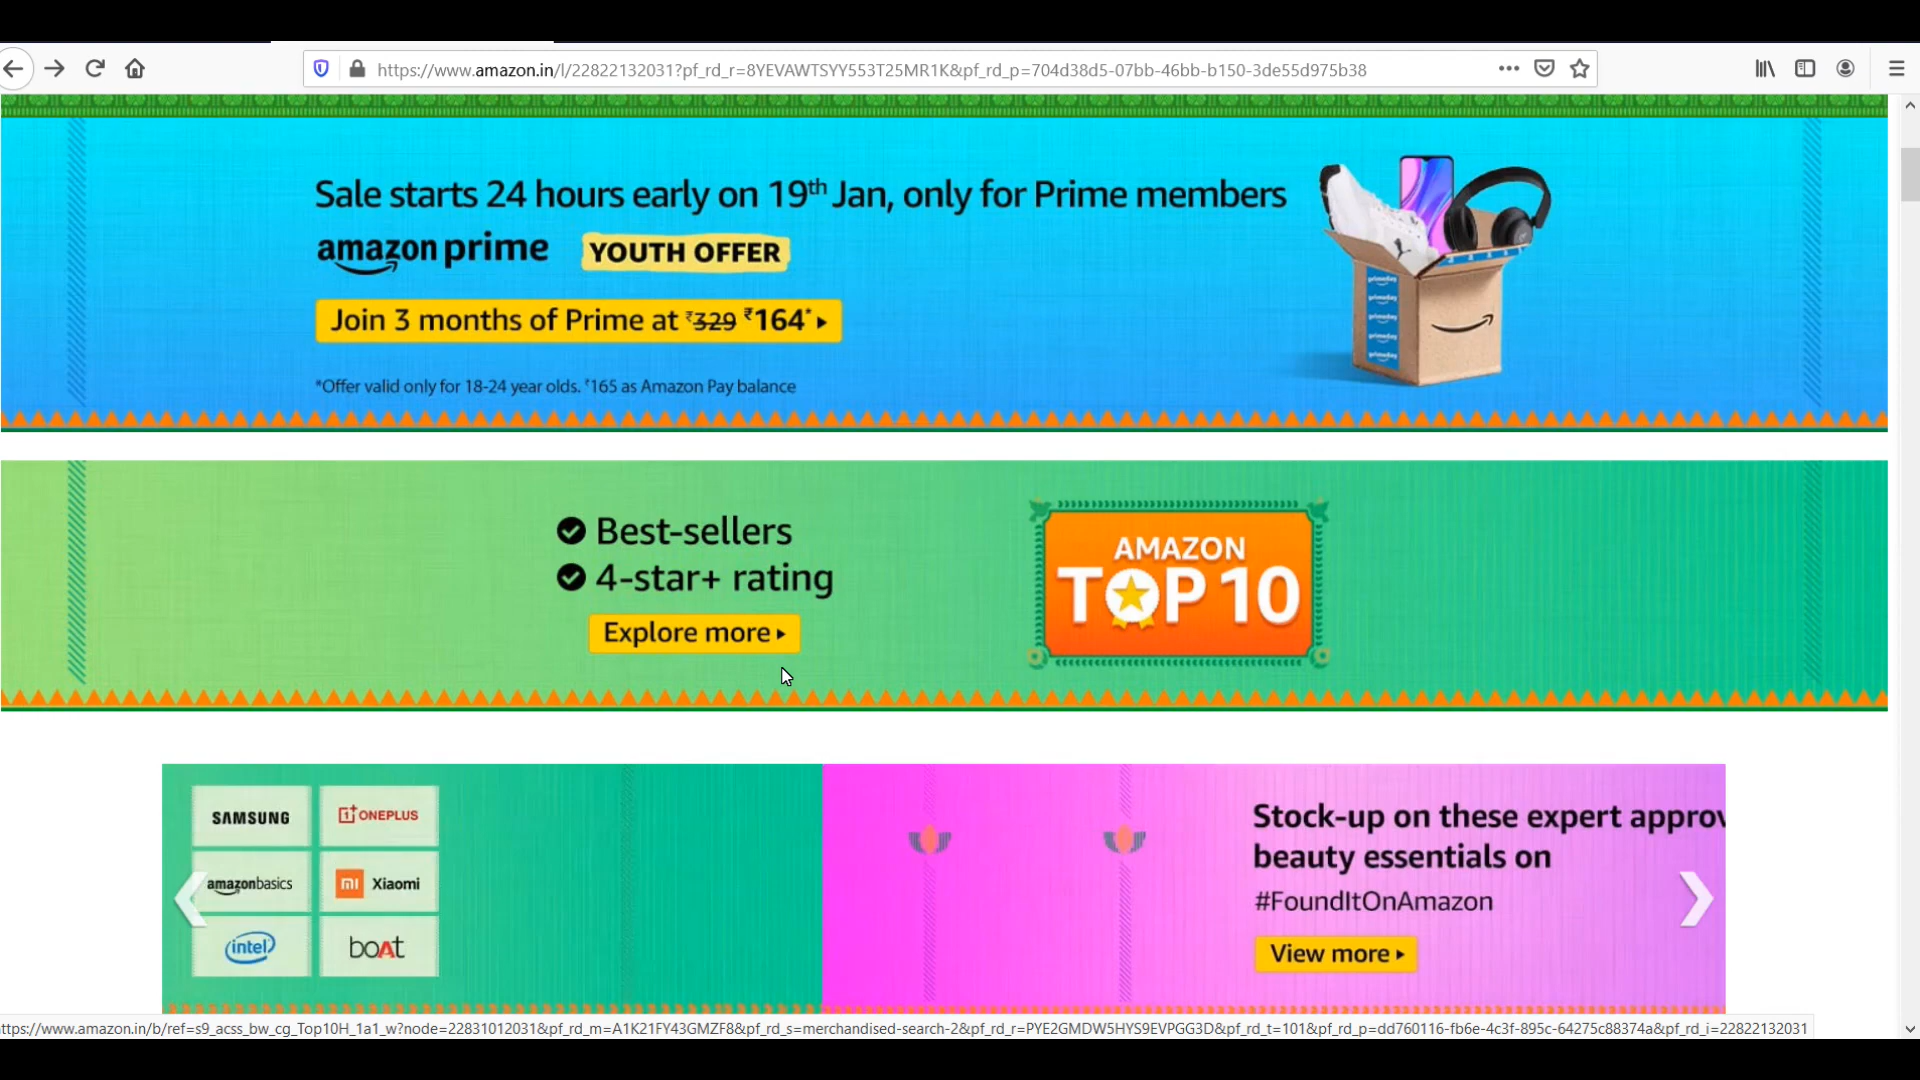 https://www.amazon.in/l/22822132031?pf_rd_r=8YEVAWTSYY553T25MR1K&pf_rd_p=704d38d5-07bb-46bb-b150-3de55d975b38
Sale starts 24 hours early on 19th Jan, only for Prime members
amazon prime YOUTH OFFER
Join 3 months of Prime at ₹329 ₹164*
*Offer valid only for 18-24 year olds. ₹165 as Amazon Pay balance
Best-sellers
4-star+ rating
Explore more
AMAZON
TOP 10
SAMSUNG
ONEPLUS
amazonbasics
mi Xiaomi
intel
boAt
Stock-up on these expert approv
beauty essentials on
#FoundItOnAmazon
View more
ttps://www.amazon.in/b/ref=s9_acss_bw_cg_Top10H_1a1_w?node=22831012031&pf_rd_m=A1K21FY43GMZF8&pf_rd_s=merchandised-search-2&pf_rd_r=PYE2GMDW5HYS9EVPGG3D&pf_rd_t=101&pf_rd_p=dd760116-fb6e-4c3f-895c-64275c88374a&pf_rd_i=22822132031